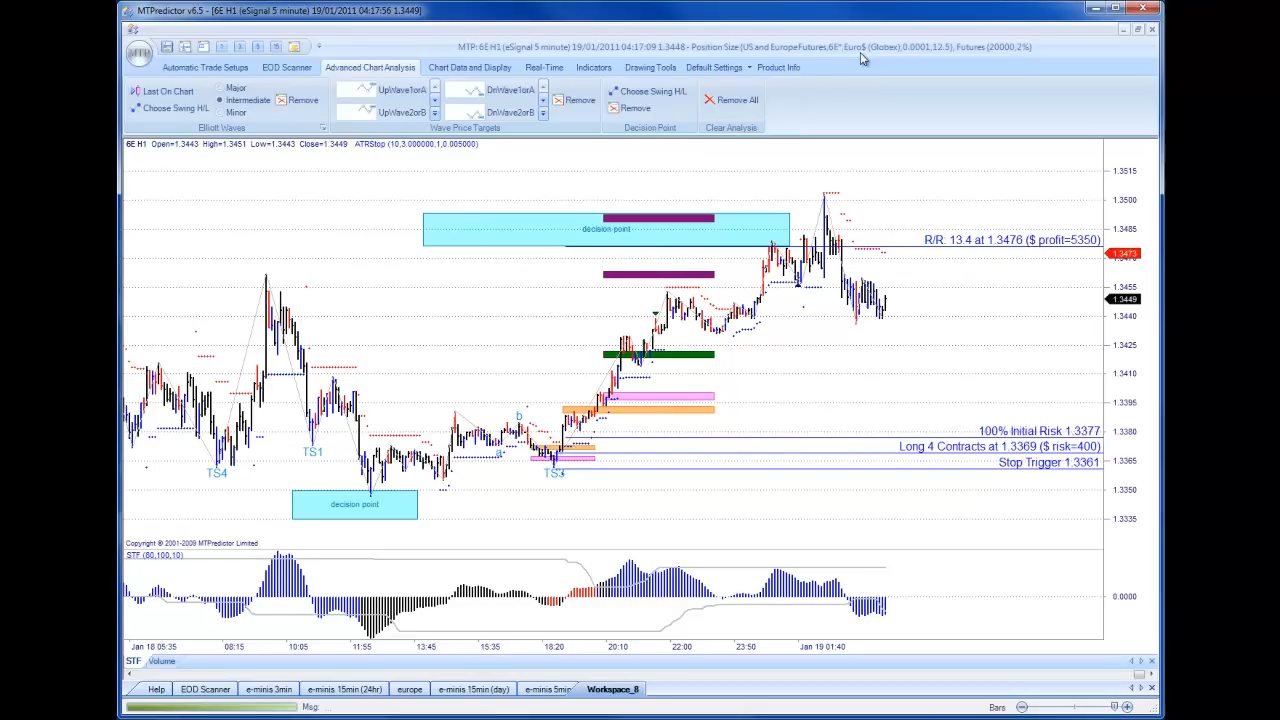 MTPredictor v6.5 - [6E H1 (eSignal 5 minute) 19/01/2011 04:17:56 1.3449]
MTP: 6E H1 (eSignal 5 minute) 19/01/2011 04:17:09 1.3448 - Position Size (US and Europe Futures,6E*,Euro$ (Globex),0.0001,12.5), Futures (20000,2%)
MTP
Automatic Trade Setups EOD Scanner Advanced Chart Analysis Chart Data and Display Real-Time Indicators Drawing Tools Default Settings Product Info
Last On Chart Major UpWave1orA DnWave1orA Choose Swing H/L
Intermediate Remove Remove Remove All
Choose Swing H/L Minor UpWave2orB DnWave2orB Remove
Elliott Waves Wave Price Targets Decision Point Clear Analysis
6E H1 Open=1.3443 High=1.3451 Low=1.3443 Close=1.3449 ATRStop (10,3.000000,1,0.005000)
1.3515
1.3500
decision point 1.3485
R/R: 13.4 at 1.3476 ($ profit=5350)
1.3473
1.3470
1.3455
1.3449
1.3440
1.3425
1.3410
1.3395
b
100% Initial Risk 1.3377 1.3380
TS1 a Long 4 Contracts at 1.3369 ($ risk=400)
Stop Trigger 1.3361 1.3365
TS4 TS3
1.3350
decision point
1.3335
Copyright © 2001-2009 MTPredictor Limited
STF (80,100,10)
0.0000
Jan 18 05:35 08:15 10:05 11:55 13:45 15:35 18:20 20:10 22:00 23:50 Jan 19 01:40
STF Volume
Help EOD Scanner e-minis 3min e-minis 15min (24hr) europe e-minis 15min (day) e-minis 5min Workspace_8
Msg: ... Bars